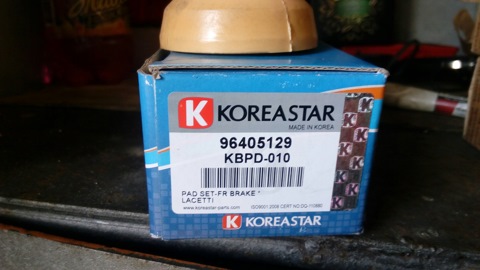 K KOREASTAR
MADE IN KOREA
96405129
KBPD-010
PAD SET-FR BRAKE *
LACETTI
www.koreastar-parts.com
K KOREASTAR